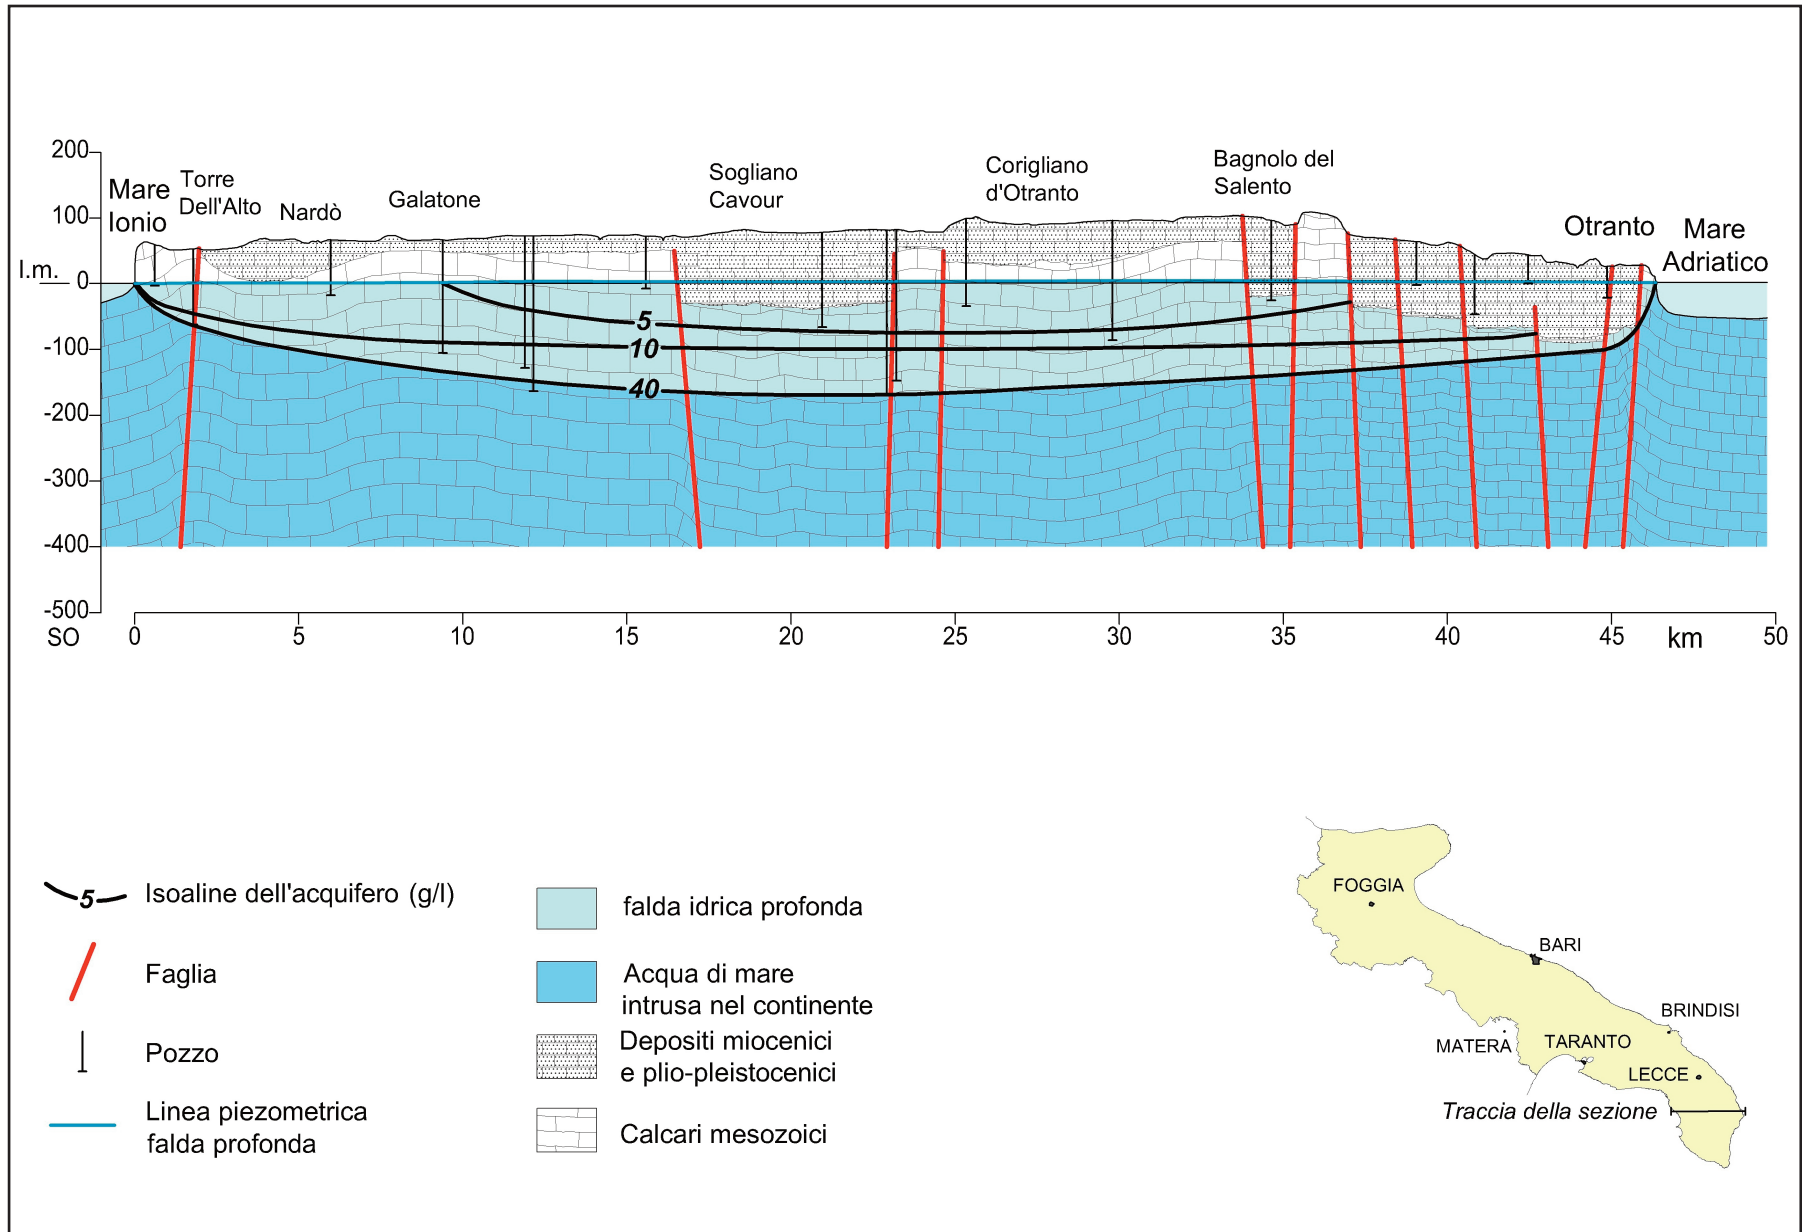 200
100
l.m.
0
-100
-200
-300
-400
-500
SO
Mare
Ionio
Torre
Dell'Alto
Nardò
Galatone
Sogliano
Cavour
Corigliano
d'Otranto
Bagnolo del
Salento
Otranto
Mare
Adriatico
5
10
40
0
5
10
15
20
25
30
35
40
45
km
50
5
Isoaline dell'acquifero (g/l)
Faglia
Pozzo
Linea piezometrica
falda profonda
falda idrica profonda
Acqua di mare
intrusa nel continente
Depositi miocenici
e plio-pleistocenici
Calcari mesozoici
FOGGIA
BARI
BRINDISI
MATERA
TARANTO
LECCE
Traccia della sezione